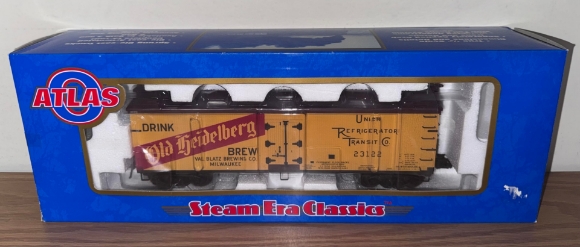 ATLAS
O
DRINK
Old Heidelberg
BREW
VAL BLATZ BREWING CO.
MILWAUKEE
UNION
REFRIGERATOR
TRANSIT CO.
23122
Steam Era Classics